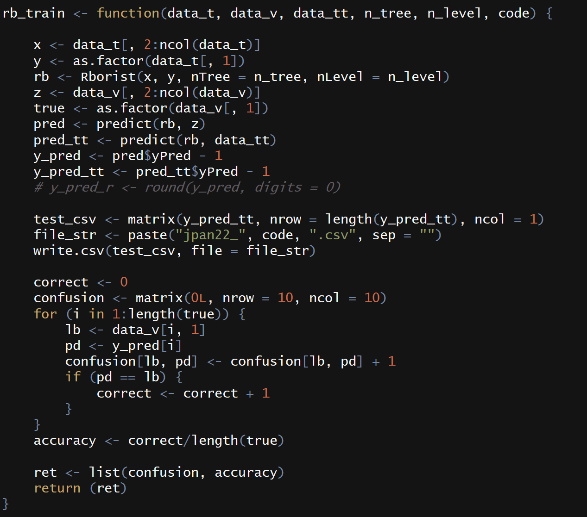 rb_train <- function(data_t, data_v, data_tt, n_tree, n_level, code) {
x <- data_t[, 2:ncol(data_t)]
y <- as.factor(data_t[, 1])
rb <- Rborist(x, y, nTree = n_tree, nLevel = n_level)
z <- data_v[, 2:ncol(data_v)]
true <- as.factor(data_v[, 1])
pred <- predict(rb, z)
pred_tt <- predict(rb, data_tt)
y_pred <- pred$yPred - 1
y_pred_tt <- pred_tt$yPred - 1
# y_pred_r <- round(y_pred, digits = 0)
test_csv <- matrix(y_pred_tt, nrow = length(y_pred_tt), ncol = 1)
file_str <- paste("jpan22_", code, ".csv", sep = "")
write.csv(test_csv, file = file_str)
correct <- 0
confusion <- matrix(0L, nrow = 10, ncol = 10)
for (i in 1:length(true)) {
lb <- data_v[i, 1]
pd <- y_pred[i]
confusion[lb, pd] <- confusion[lb, pd] + 1
if (pd == lb) {
correct <- correct + 1
}
}
accuracy <- correct/length(true)
ret <- list(confusion, accuracy)
return (ret)
}